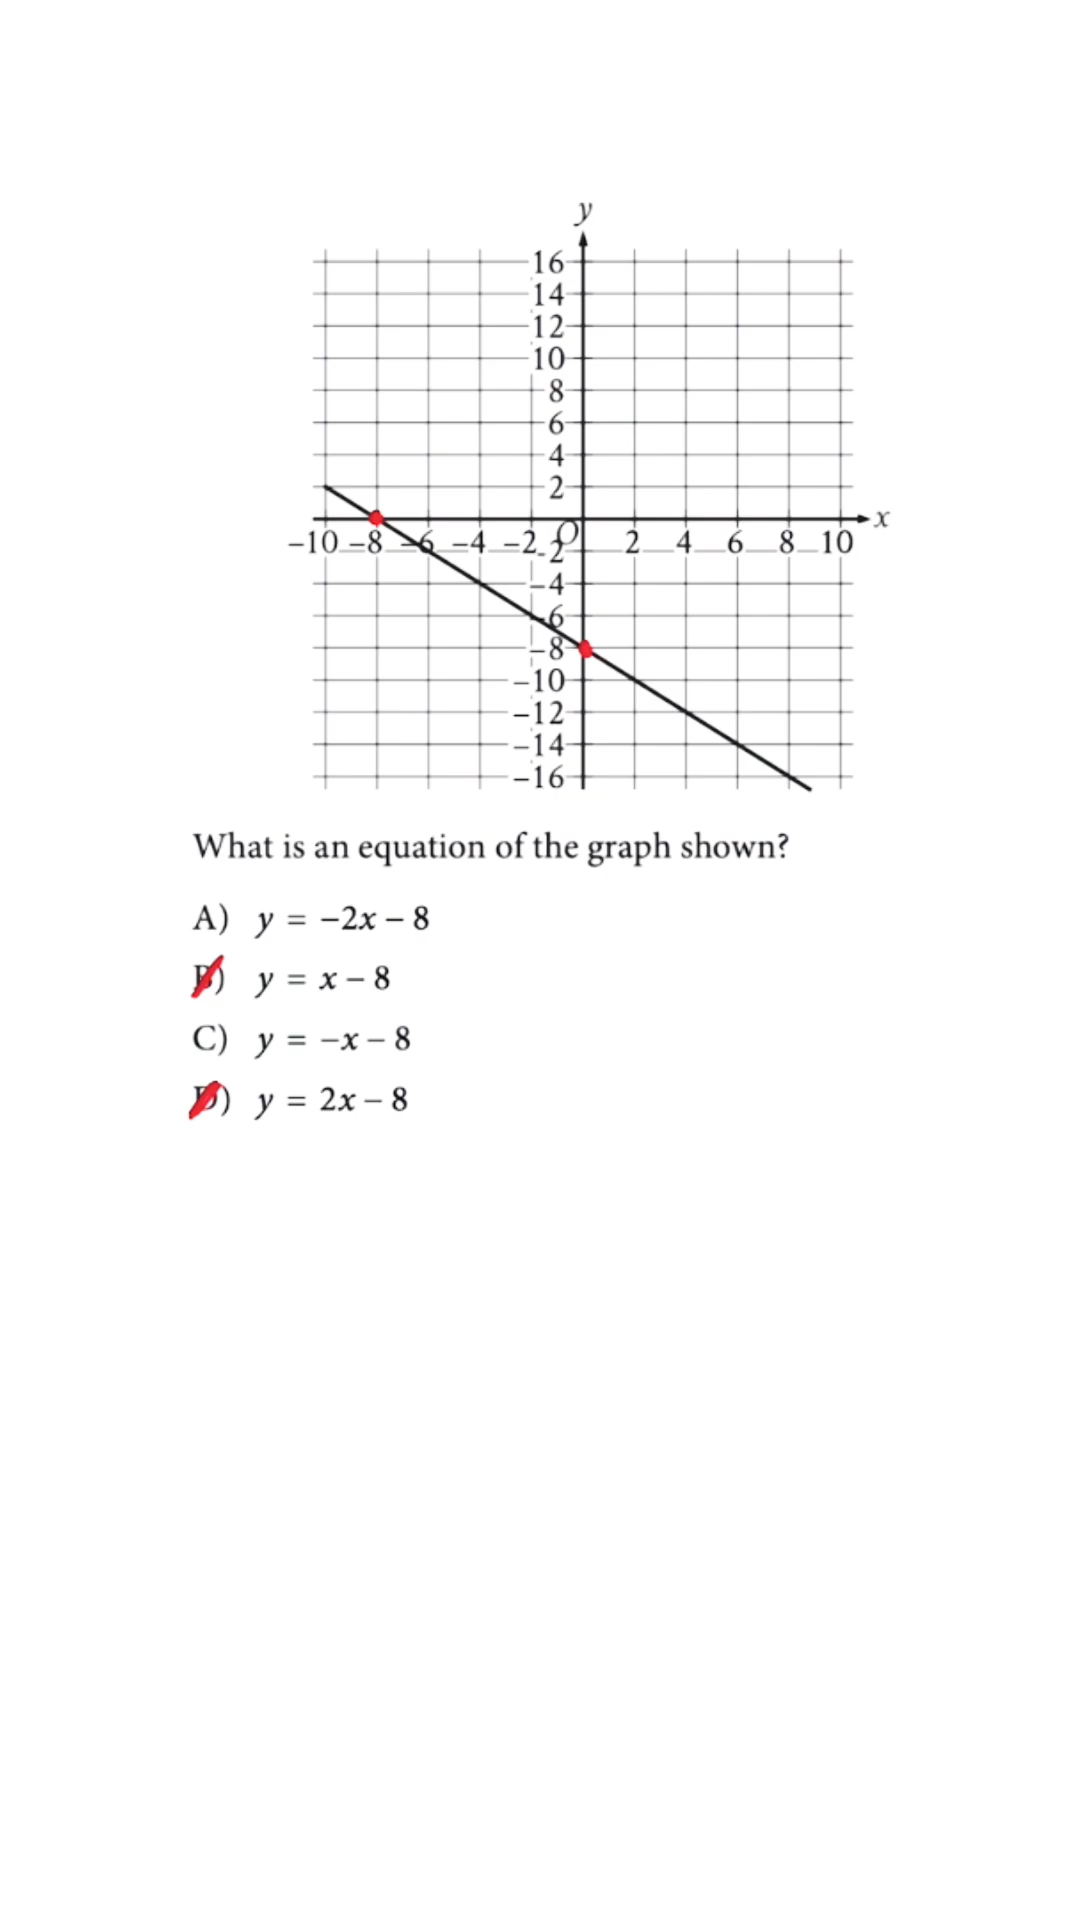 y
16
14
12
10
8
6
4
2
x
−10 −8 −6 −4 −2 O 2 4 6 8 10
−2
−4
−6
−8
−10
−12
−14
−16
What is an equation of the graph shown?
A) y = −2x − 8
B) y = x − 8
C) y = −x − 8
D) y = 2x − 8